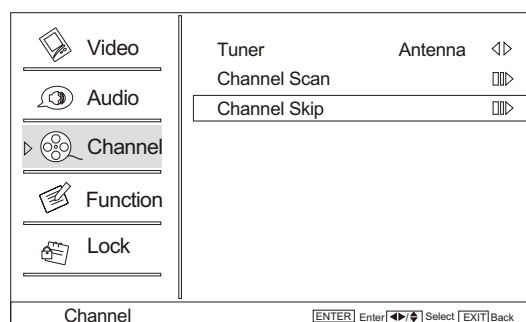 Video
Audio
Channel
Function
Lock
Tuner Antenna
Channel Scan
Channel Skip
Channel
ENTER Enter ◀▶/◆ Select EXIT Back